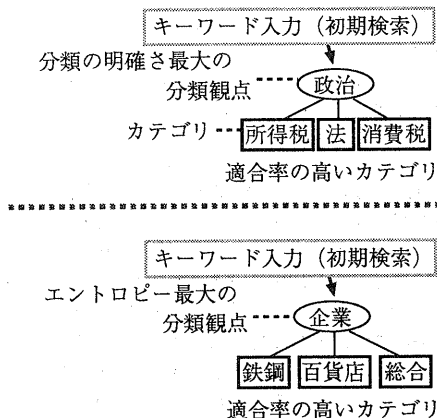 キーワード入力（初期検索）
分類の明確さ最大の
分類観点
政治
カテゴリ
所得税 法 消費税
適合率の高いカテゴリ
キーワード入力（初期検索）
エントロピー最大の
分類観点
企業
鉄鋼 百貨店 総合
適合率の高いカテゴリ